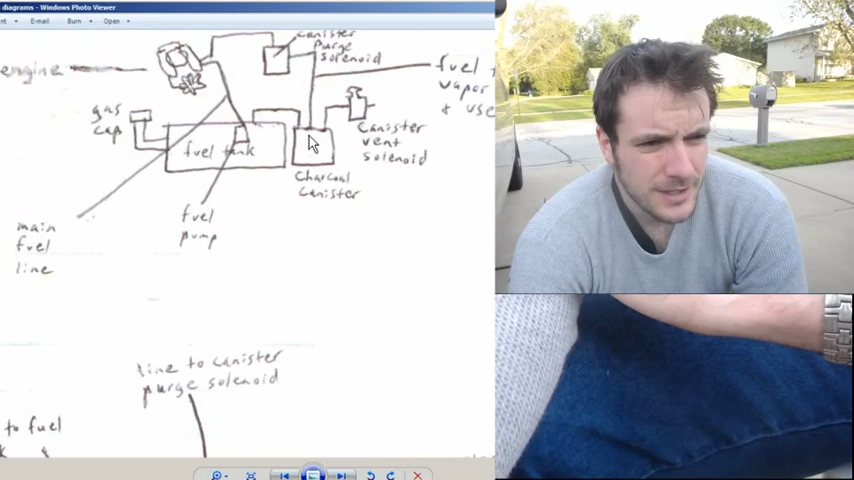 diagrams - Windows Photo Viewer
nt E-mail Burn Open
canister
purge
solenoid
engine
fuel
vapor
& use
gas
cap
Canister
vent
solenoid
fuel tank
Charcoal
Canister
fuel
pump
main
fuel
line
line to canister
purge solenoid
to fuel